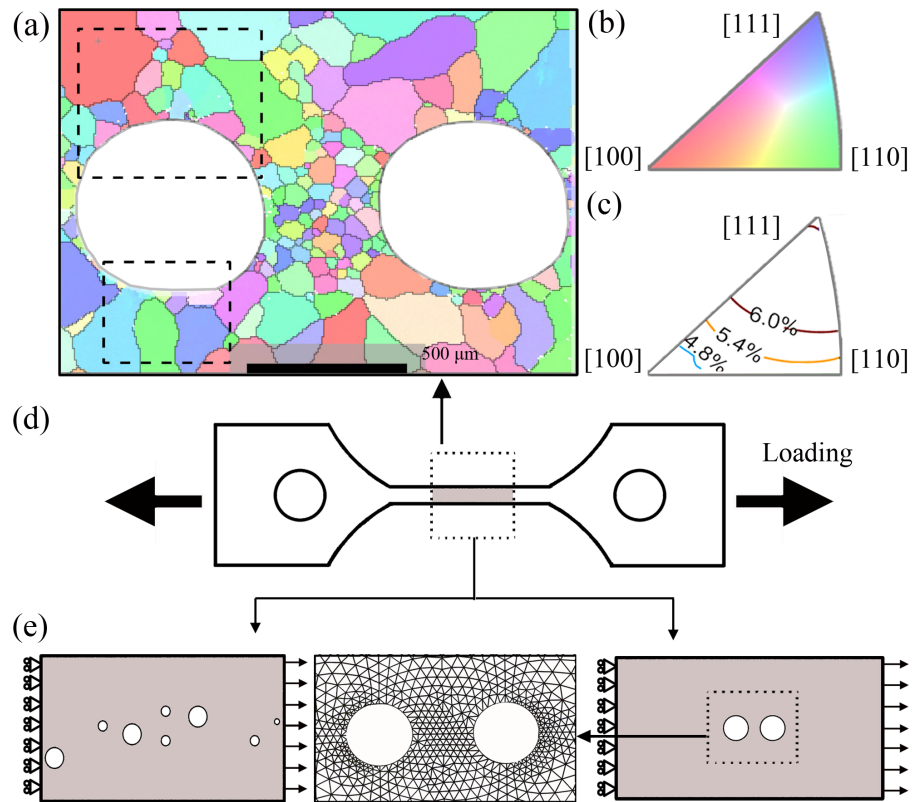 (a)
500 μm
(b)
[111]
[100]
[110]
(c)
[111]
6.0%
5.4%
4.8%
[100]
[110]
(d)
Loading
(e)